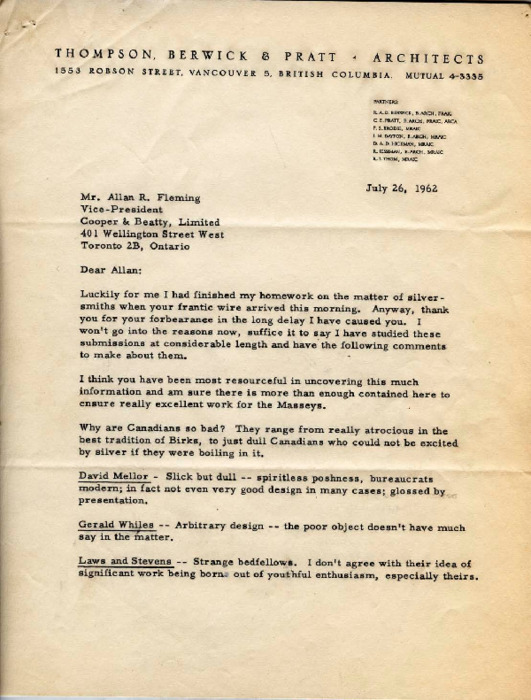 THOMPSON, BERWICK & PRATT · ARCHITECTS
1553 ROBSON STREET, VANCOUVER 5, BRITISH COLUMBIA. MUTUAL 4-3335
PARTNERS
C. E. PRATT, B.ARCH, FRAIC, ARCA
R. J. THOM, MRAIC
July 26, 1962
Mr. Allan R. Fleming
Vice-President
Cooper & Beatty, Limited
401 Wellington Street West
Toronto 2B, Ontario
Dear Allan:
Luckily for me I had finished my homework on the matter of silver-
smiths when your frantic wire arrived this morning. Anyway, thank
you for your forbearance in the long delay I have caused you. I
won't go into the reasons now, suffice it to say I have studied these
submissions at considerable length and have the following comments
to make about them.
I think you have been most resourceful in uncovering this much
information and am sure there is more than enough contained here to
ensure really excellent work for the Masseys.
Why are Canadians so bad? They range from really atrocious in the
best tradition of Birks, to just dull Canadians who could not be excited
by silver if they were boiling in it.
David Mellor - Slick but dull -- spiritless poshness, bureaucrats
modern; in fact not even very good design in many cases; glossed by
presentation.
Gerald Whiles -- Arbitrary design -- the poor object doesn't have much
say in the matter.
Laws and Stevens -- Strange bedfellows. I don't agree with their idea of
significant work being born out of youthful enthusiasm, especially theirs.